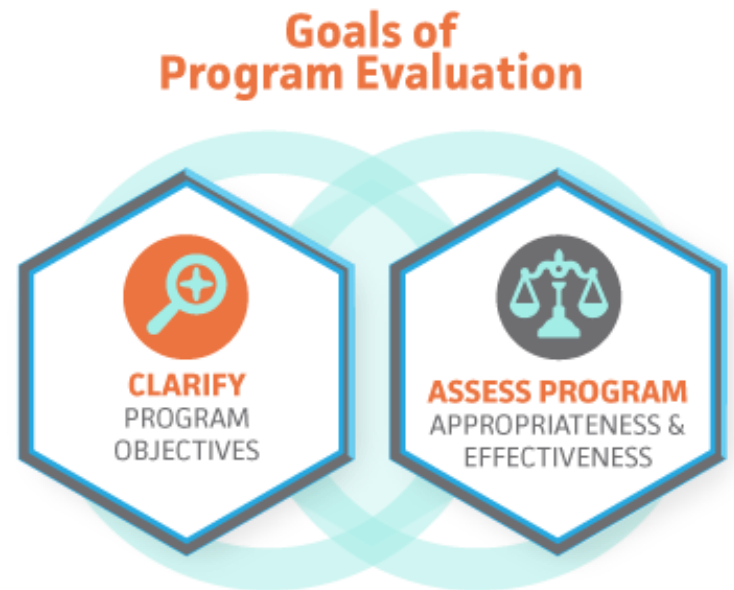 Goals of
Program Evaluation
CLARIFY
PROGRAM
OBJECTIVES
ASSESS PROGRAM
APPROPRIATENESS &
EFFECTIVENESS